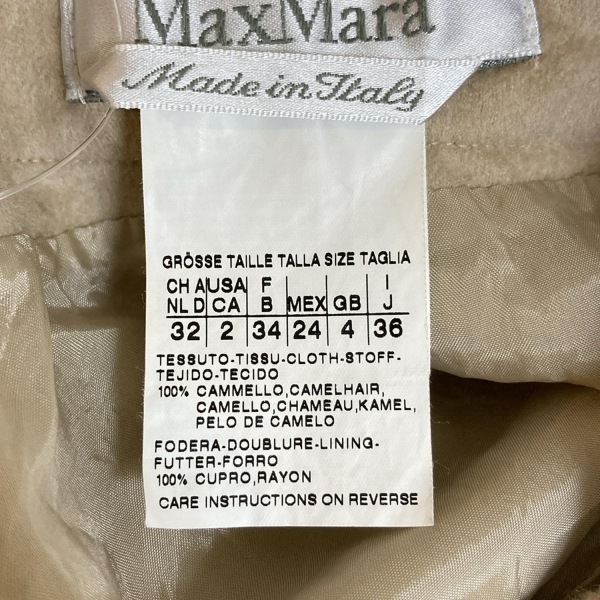 MaxMara
Made in Italy
GRÖSSE TAILLE TALLA SIZE TAGLIA
CH A USA F I
NL D CA B MEX GB J
32 2 34 24 4 36
TESSUTO-TISSU-CLOTH-STOFF-
TEJIDO-TECIDO
100% CAMMELLO,CAMELHAIR,
CAMELLO,CHAMEAU,KAMEL,
PELO DE CAMELO
FODERA-DOUBLURE-LINING-
FUTTER-FORRO
100% CUPRO,RAYON
CARE INSTRUCTIONS ON REVERSE